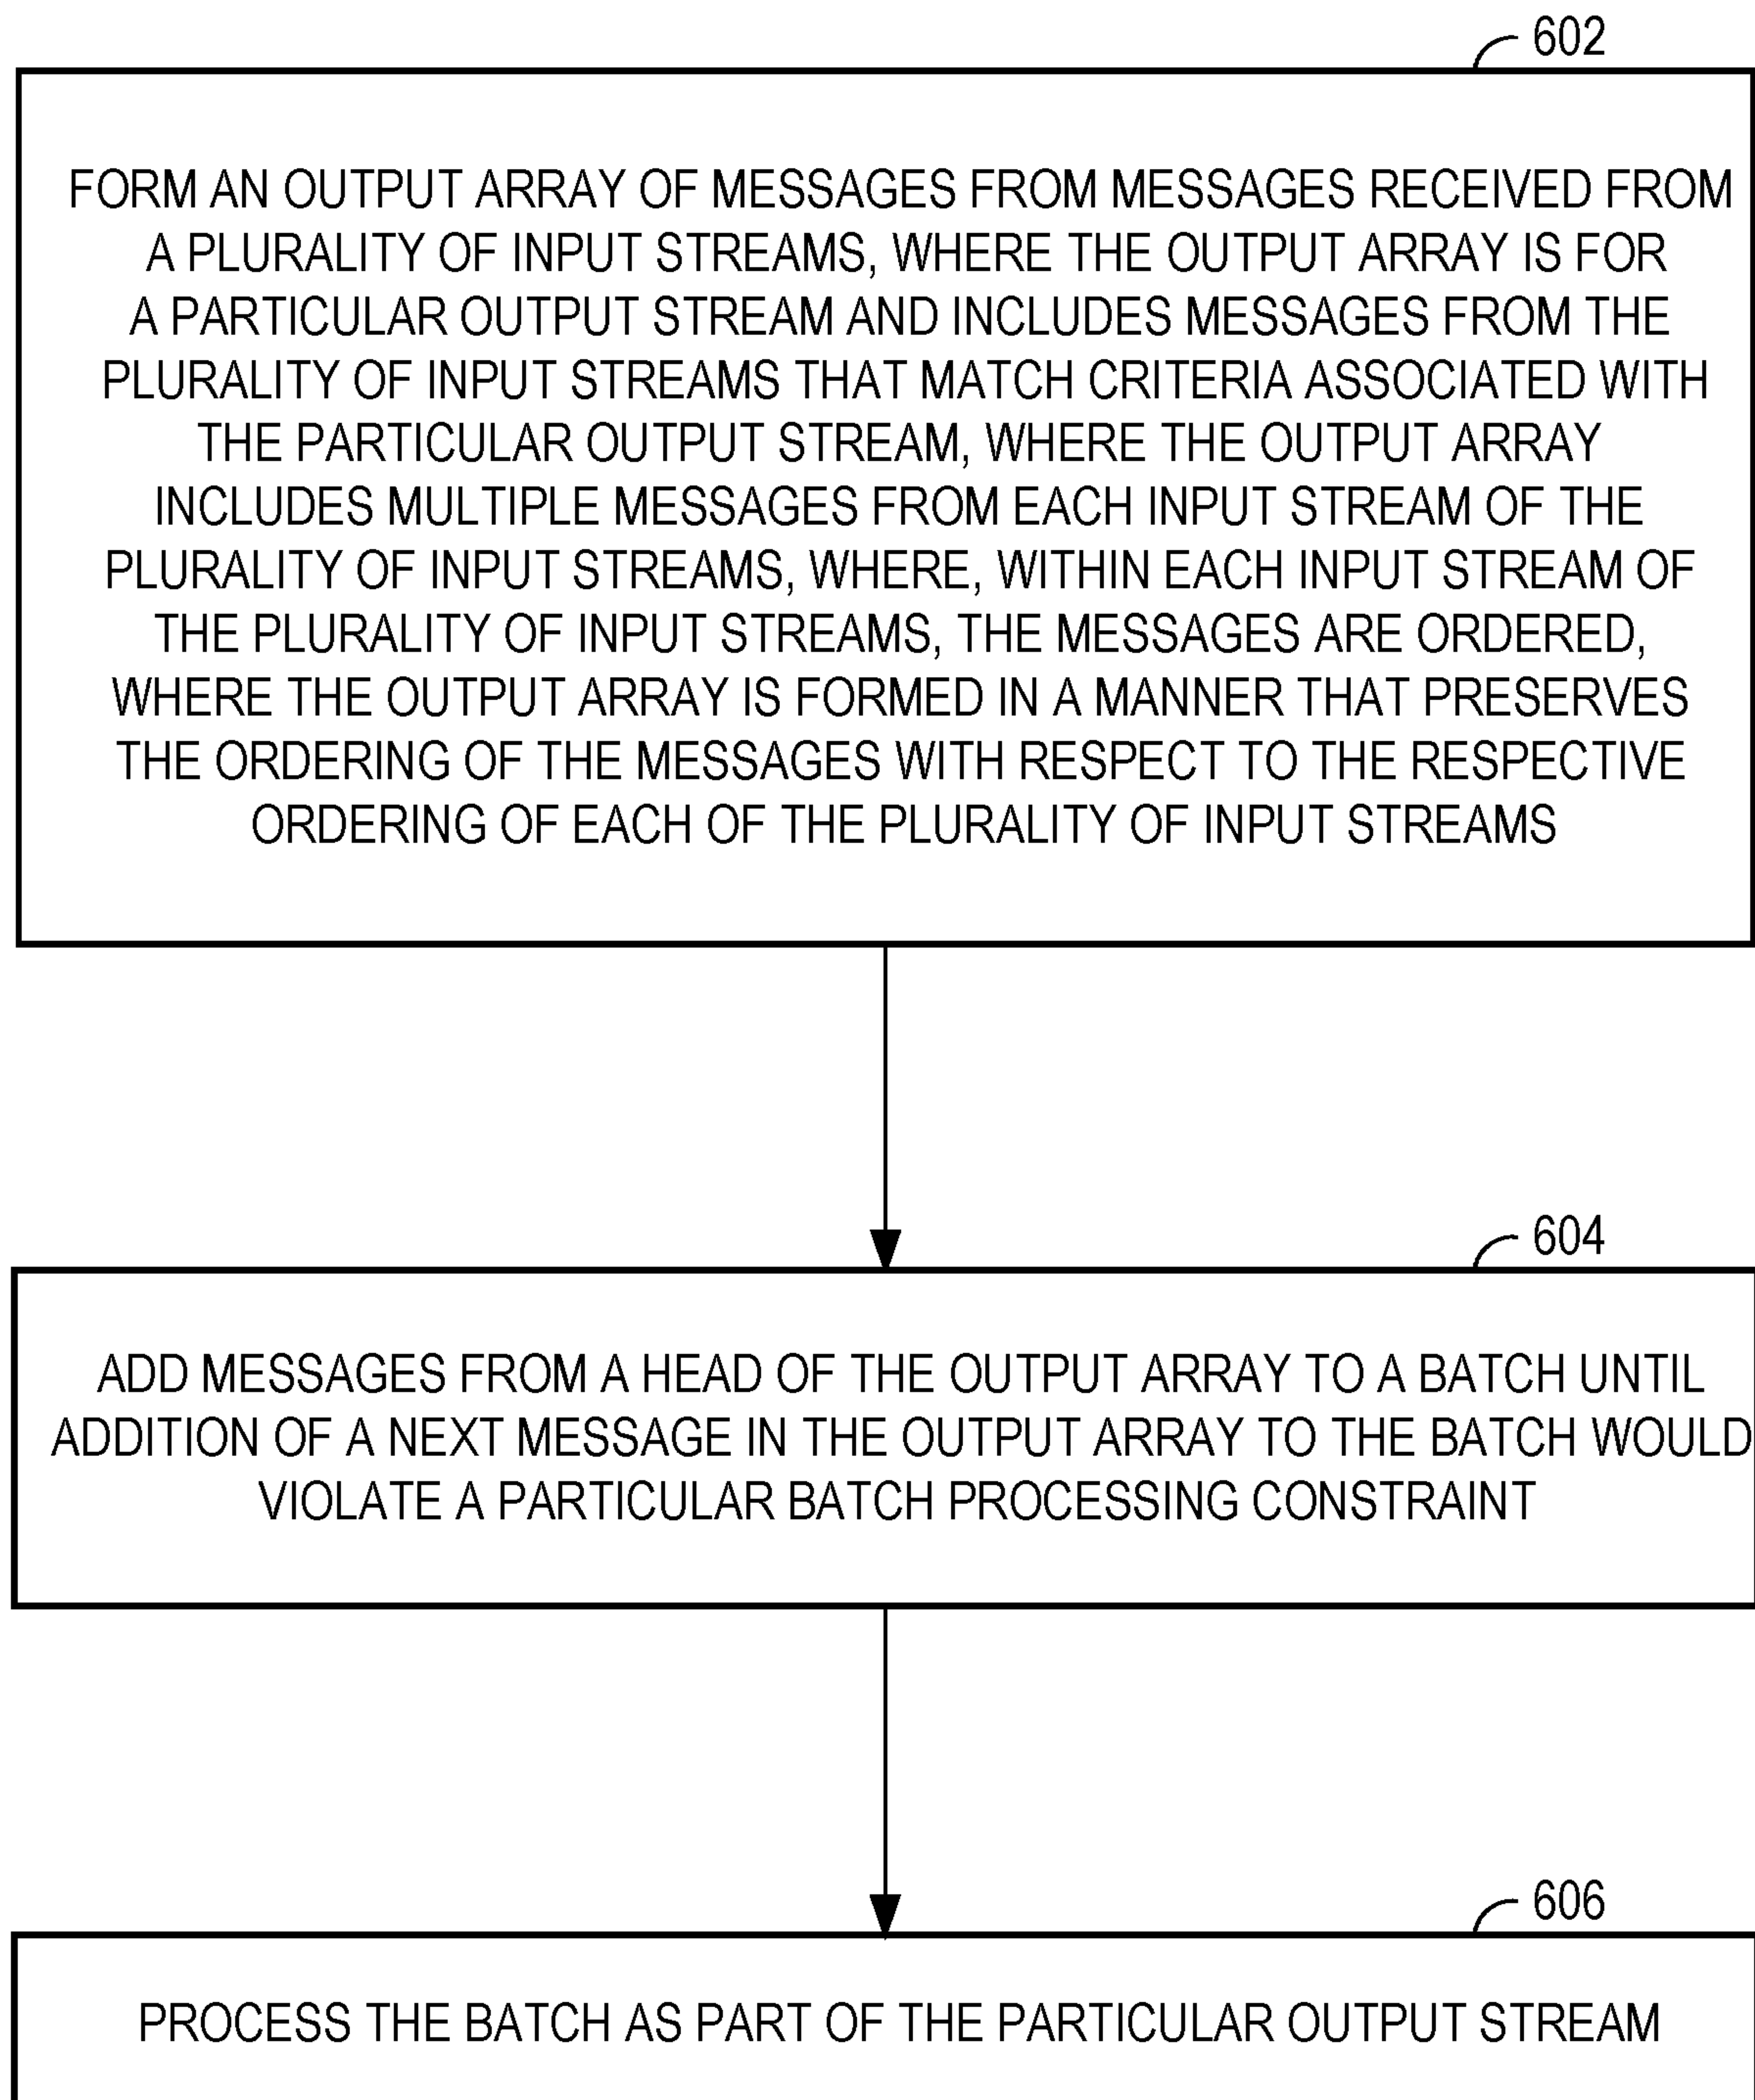 602
FORM AN OUTPUT ARRAY OF MESSAGES FROM MESSAGES RECEIVED FROM
A PLURALITY OF INPUT STREAMS, WHERE THE OUTPUT ARRAY IS FOR
A PARTICULAR OUTPUT STREAM AND INCLUDES MESSAGES FROM THE
PLURALITY OF INPUT STREAMS THAT MATCH CRITERIA ASSOCIATED WITH
THE PARTICULAR OUTPUT STREAM, WHERE THE OUTPUT ARRAY
INCLUDES MULTIPLE MESSAGES FROM EACH INPUT STREAM OF THE
PLURALITY OF INPUT STREAMS, WHERE, WITHIN EACH INPUT STREAM OF
THE PLURALITY OF INPUT STREAMS, THE MESSAGES ARE ORDERED,
WHERE THE OUTPUT ARRAY IS FORMED IN A MANNER THAT PRESERVES
THE ORDERING OF THE MESSAGES WITH RESPECT TO THE RESPECTIVE
ORDERING OF EACH OF THE PLURALITY OF INPUT STREAMS
604
ADD MESSAGES FROM A HEAD OF THE OUTPUT ARRAY TO A BATCH UNTIL
ADDITION OF A NEXT MESSAGE IN THE OUTPUT ARRAY TO THE BATCH WOULD
VIOLATE A PARTICULAR BATCH PROCESSING CONSTRAINT
606
PROCESS THE BATCH AS PART OF THE PARTICULAR OUTPUT STREAM